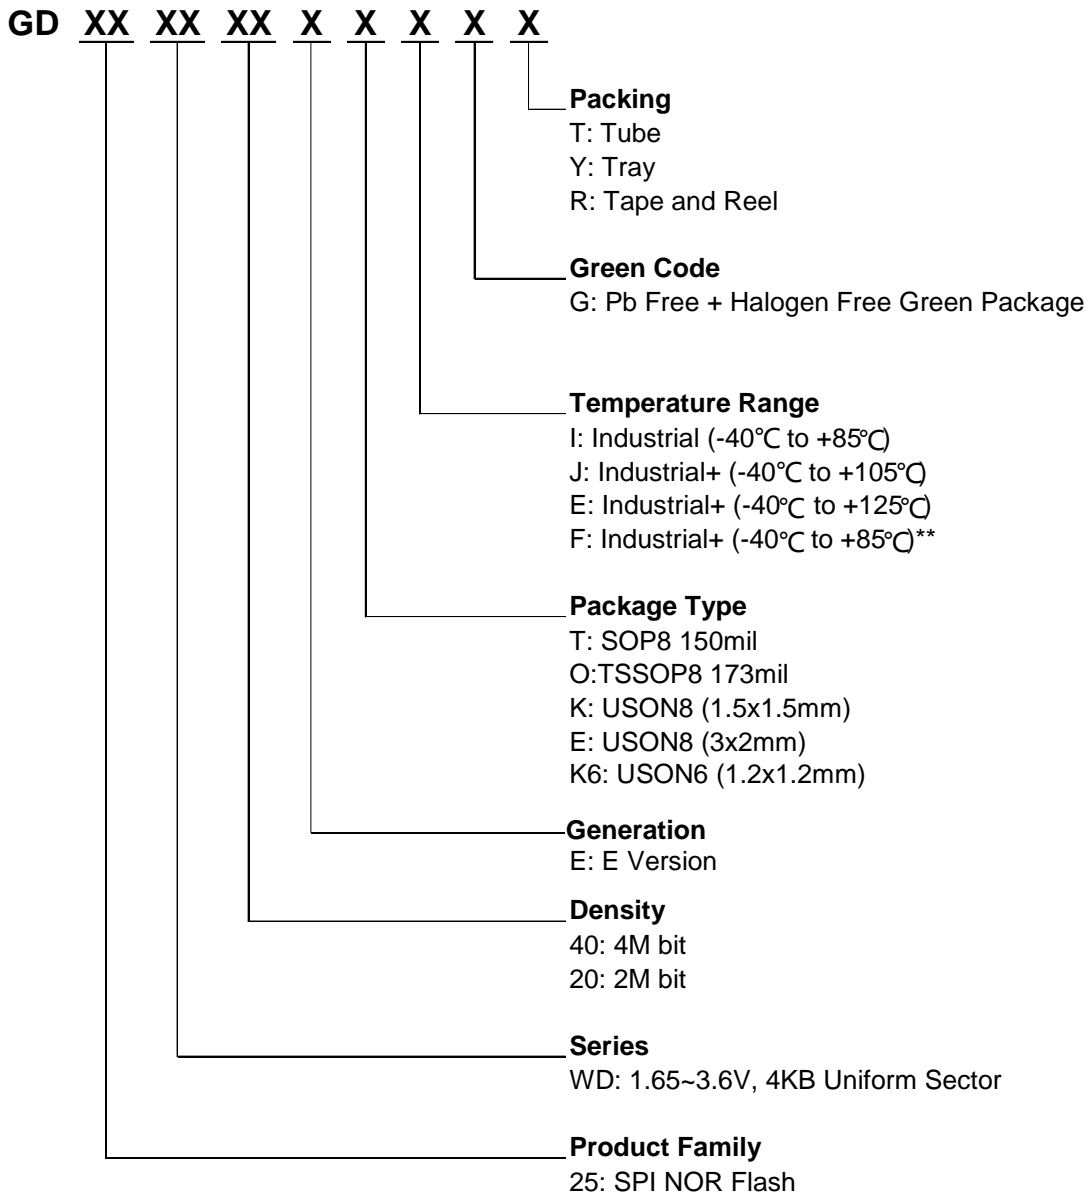 GD XX XX XX X X X X X
Packing
T: Tube
Y: Tray
R: Tape and Reel
Green Code
G: Pb Free + Halogen Free Green Package
Temperature Range
I: Industrial (-40℃ to +85℃)
J: Industrial+ (-40℃ to +105℃)
E: Industrial+ (-40℃ to +125℃)
F: Industrial+ (-40℃ to +85℃)**
Package Type
T: SOP8 150mil
O:TSSOP8 173mil
K: USON8 (1.5x1.5mm)
E: USON8 (3x2mm)
K6: USON6 (1.2x1.2mm)
Generation
E: E Version
Density
40: 4M bit
20: 2M bit
Series
WD: 1.65~3.6V, 4KB Uniform Sector
Product Family
25: SPI NOR Flash